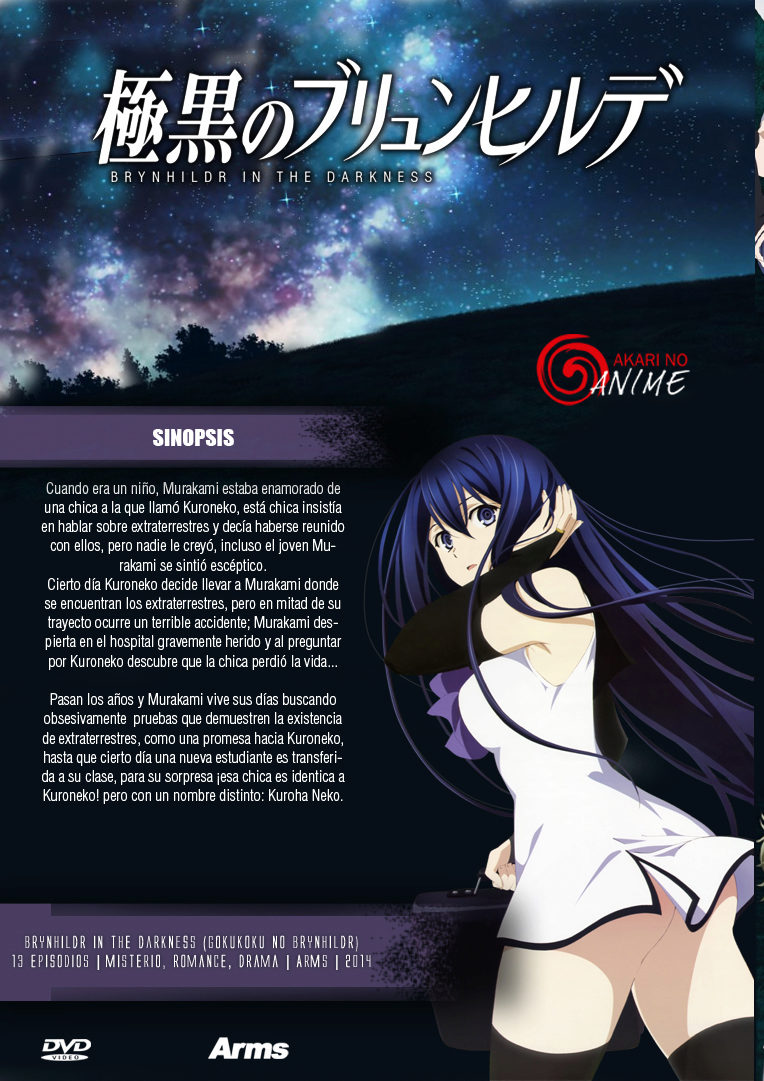 極黒のブリュンヒルデ
BRYNHILDR IN THE DARKNESS
AKARI NO
ANIME
SINOPSIS
Cuando era un niño, Murakami estaba enamorado de
una chica a la que llamó Kuroneko, está chica insistía
en hablar sobre extraterrestres y decía haberse reunido
con ellos, pero nadie le creyó, incluso el joven Mu-
rakami se sintió escéptico.
Cierto día Kuroneko decide llevar a Murakami donde
se encuentran los extraterrestres, pero en mitad de su
trayecto ocurre un terrible accidente; Murakami des-
pierta en el hospital gravemente herido y al preguntar
por Kuroneko descubre que la chica perdió la vida...
Pasan los años y Murakami vive sus días buscando
obsesivamente pruebas que demuestren la existencia
de extraterrestres, como una promesa hacia Kuroneko,
hasta que cierto día una nueva estudiante es transferi-
da a su clase, para su sorpresa ¡esa chica es identica a
Kuroneko! pero con un nombre distinto: Kuroha Neko.
BRYNHILDR IN THE DARKNESS (GOKUKOKU NO BRYNHILDR)
13 EPISODIOS | MISTERIO, ROMANCE, DRAMA | ARMS | 2014
DVD
VIDEO
Arms